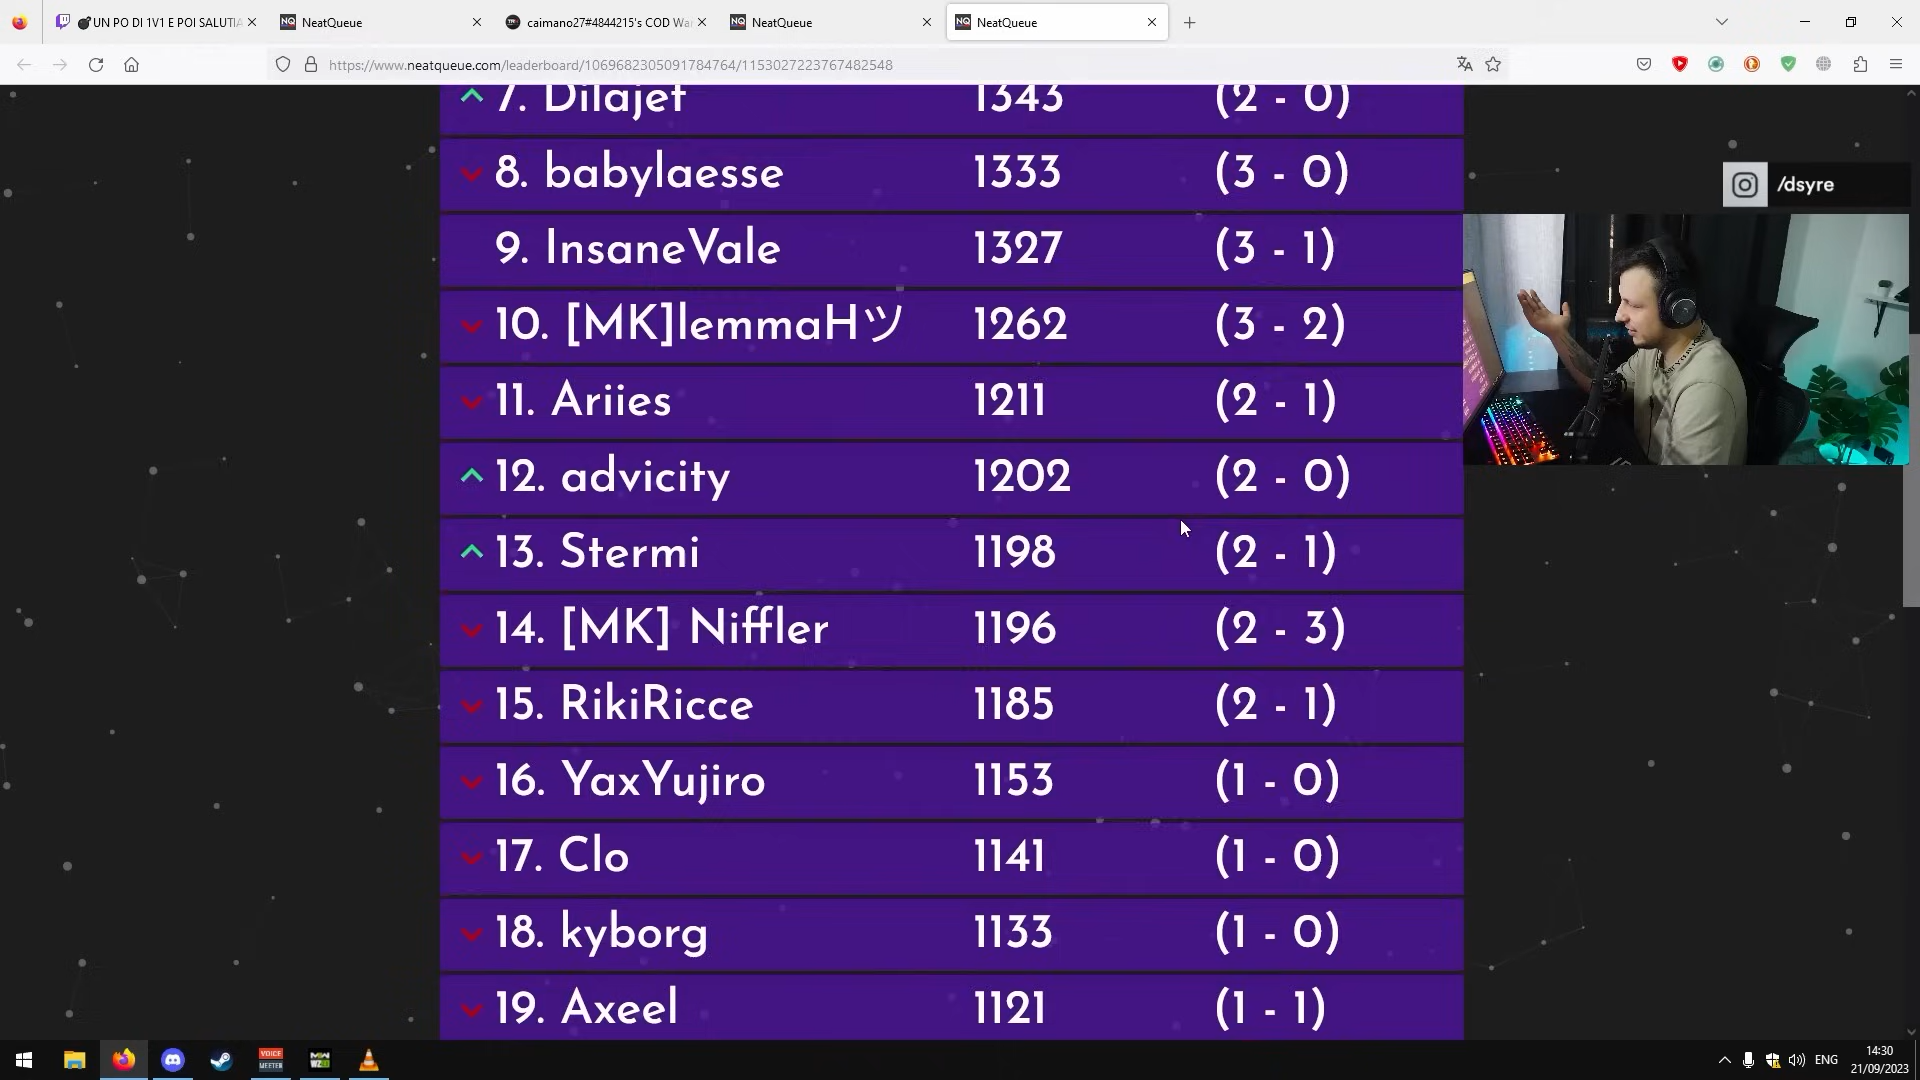 UN PO DI 1V1 E POI SALUTIA
NeatQueue
caimano27#4844215's COD Wa
NeatQueue
NeatQueue
https://www.neatqueue.com/leaderboard/1069682305091784764/1153027223767482548
7. Dilajet 1343 (2 - 0)
8. babylaesse 1333 (3 - 0)
9. InsaneVale 1327 (3 - 1)
10. [MK]lemmaHツ 1262 (3 - 2)
11. Ariies 1211 (2 - 1)
12. advicity 1202 (2 - 0)
13. Stermi 1198 (2 - 1)
14. [MK] Niffler 1196 (2 - 3)
15. RikiRicce 1185 (2 - 1)
16. YaxYujiro 1153 (1 - 0)
17. Clo 1141 (1 - 0)
18. kyborg 1133 (1 - 0)
19. Axeel 1121 (1 - 1)
/dsyre
VOICE
MEETER
ENG
14:30
21/09/2023